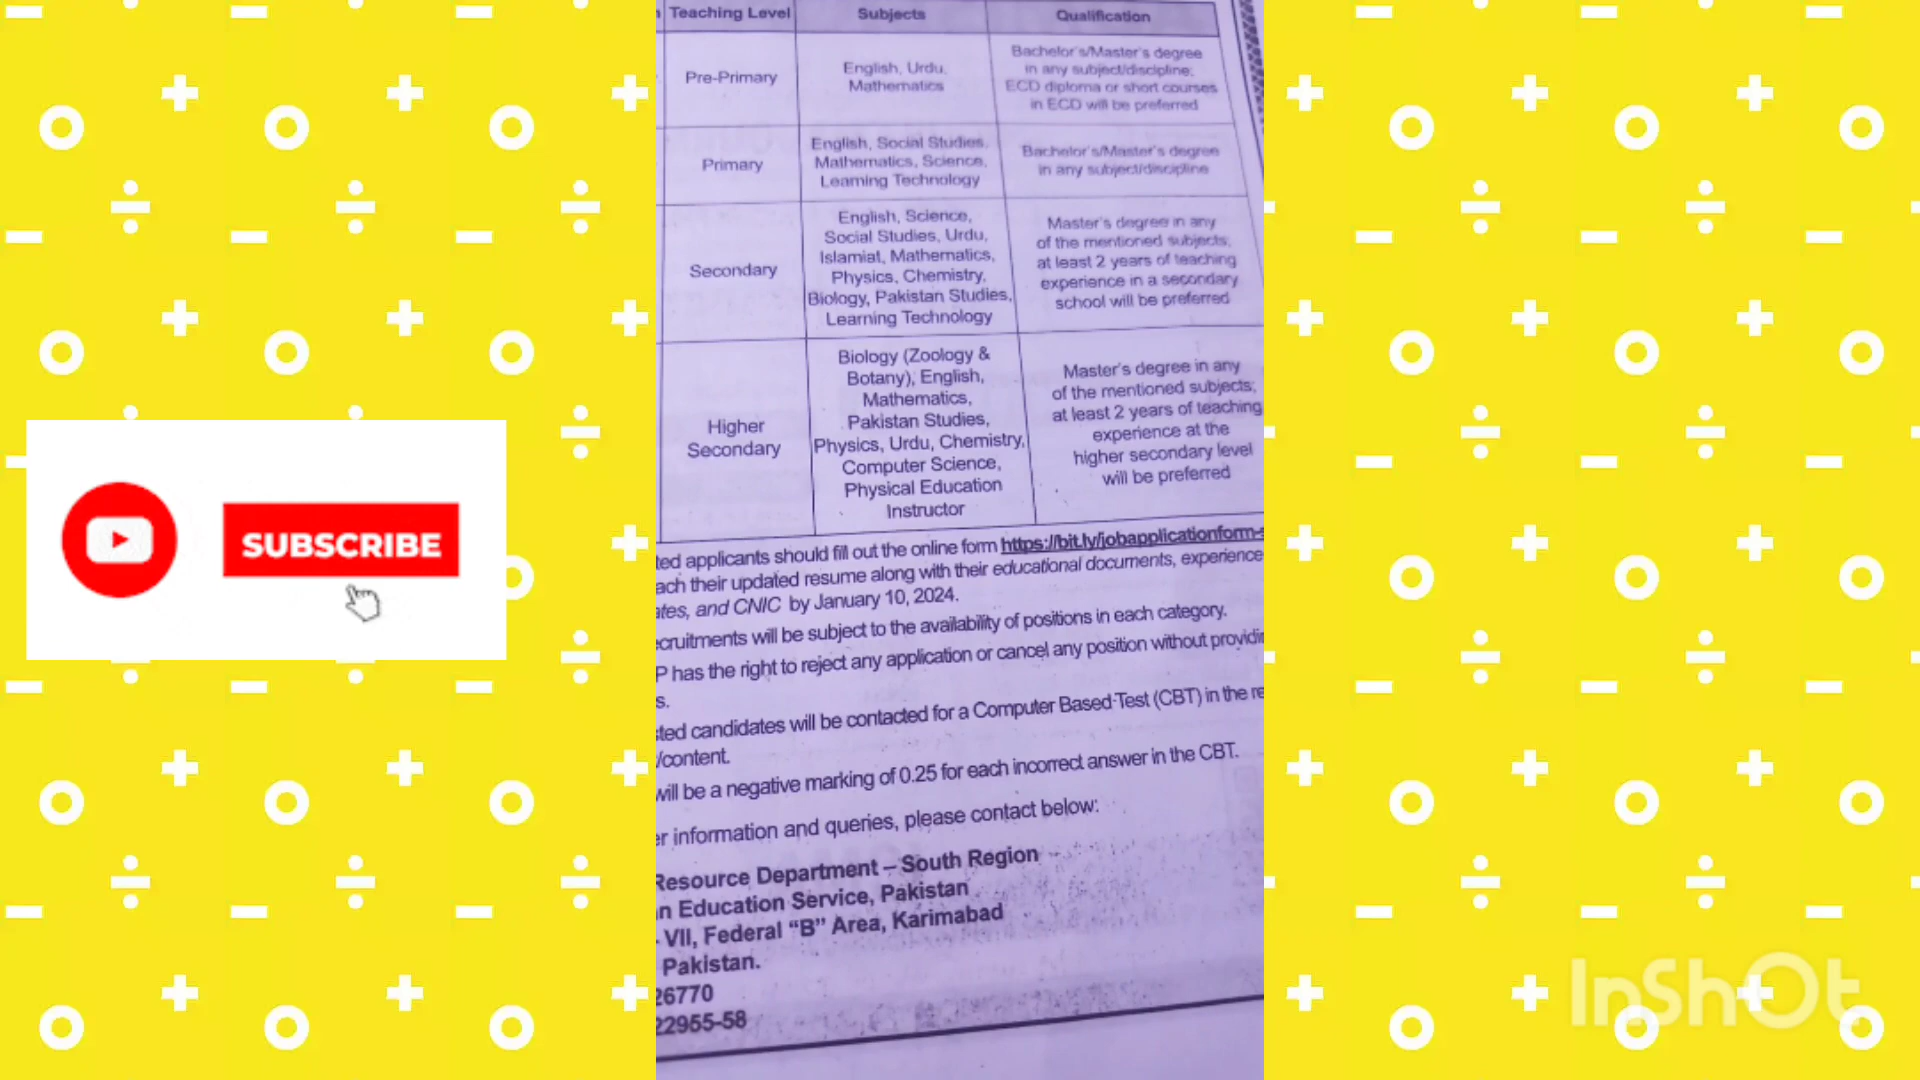 Teaching Level Subjects Qualification
Pre-Primary
English, Urdu,
Mathematics
Bachelor's/Master's degree
in any subject/discipline;
ECD diploma or short courses
in ECD will be preferred
Primary
English, Social Studies,
Mathematics, Science,
Learning Technology
Bachelor's/Master's degree
in any subject/discipline
Secondary
English, Science,
Social Studies, Urdu,
Islamiat, Mathematics,
Physics, Chemistry,
Biology, Pakistan Studies,
Learning Technology
Master's degree in any
of the mentioned subjects;
at least 2 years of teaching
experience in a secondary
school will be preferred
Higher
Secondary
Biology (Zoology &
Botany), English,
Mathematics,
Pakistan Studies,
Physics, Urdu, Chemistry,
Computer Science,
Physical Education
Instructor
Master's degree in any
of the mentioned subjects;
at least 2 years of teaching
experience at the
higher secondary level
will be preferred
ted applicants should fill out the online form https://bit.ly/jobapplicationform-s
ach their updated resume along with their educational documents, experience
ates, and CNIC by January 10, 2024.
ecruitments will be subject to the availability of positions in each category.
P has the right to reject any application or cancel any position without providin
s.
ted candidates will be contacted for a Computer Based-Test (CBT) in the re
/content.
will be a negative marking of 0.25 for each incorrect answer in the CBT.
er information and queries, please contact below:
Resource Department – South Region
n Education Service, Pakistan
- VII, Federal "B" Area, Karimabad
Pakistan.
26770
22955-58
SUBSCRIBE
InShOt